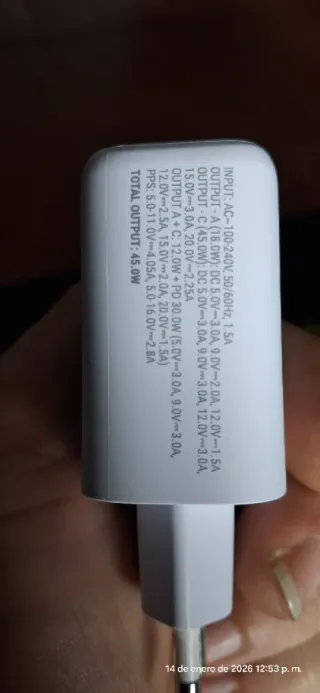 INPUT: AC~ 100-240V, 50/60Hz, 1.5A
OUTPUT - A (18.0W): DC 5.0V⎓3.0A, 9.0V⎓2.0A, 12.0V⎓1.5A
OUTPUT - C (45.0W): DC 5.0V⎓3.0A, 9.0V⎓3.0A, 12.0V⎓3.0A,
15.0V⎓3.0A, 20.0V⎓2.25A
OUTPUT A + C: 12.0W + PD 30.0W (5.0V⎓3.0A, 9.0V⎓3.0A,
12.0V⎓2.5A, 15.0V⎓2.0A, 20.0V⎓1.5A)
PPS: 5.0-11.0V⎓4.05A, 5.0-16.0V⎓2.8A
TOTAL OUTPUT: 45.0W
14 de enero de 2026 12:53 p. m.